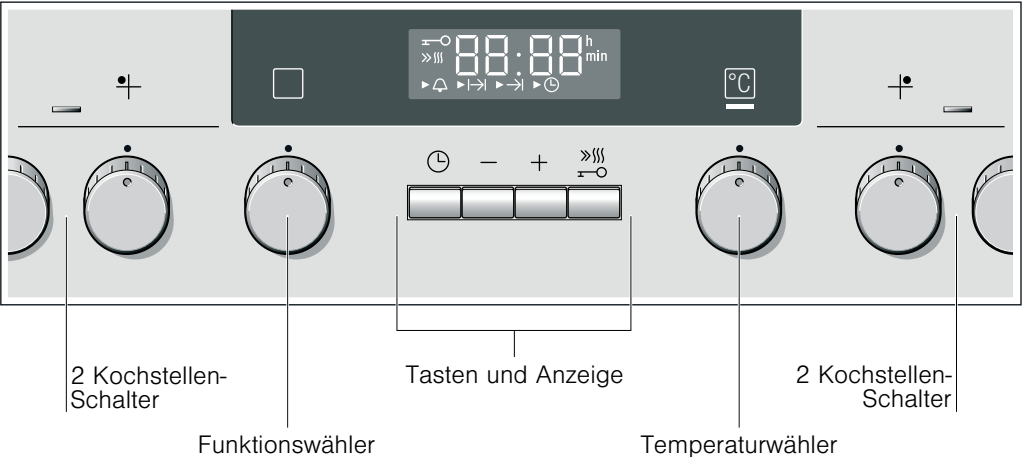 88:88 h
min
°C
− +
2 Kochstellen-
Schalter
Tasten und Anzeige
2 Kochstellen-
Schalter
Funktionswähler
Temperaturwähler